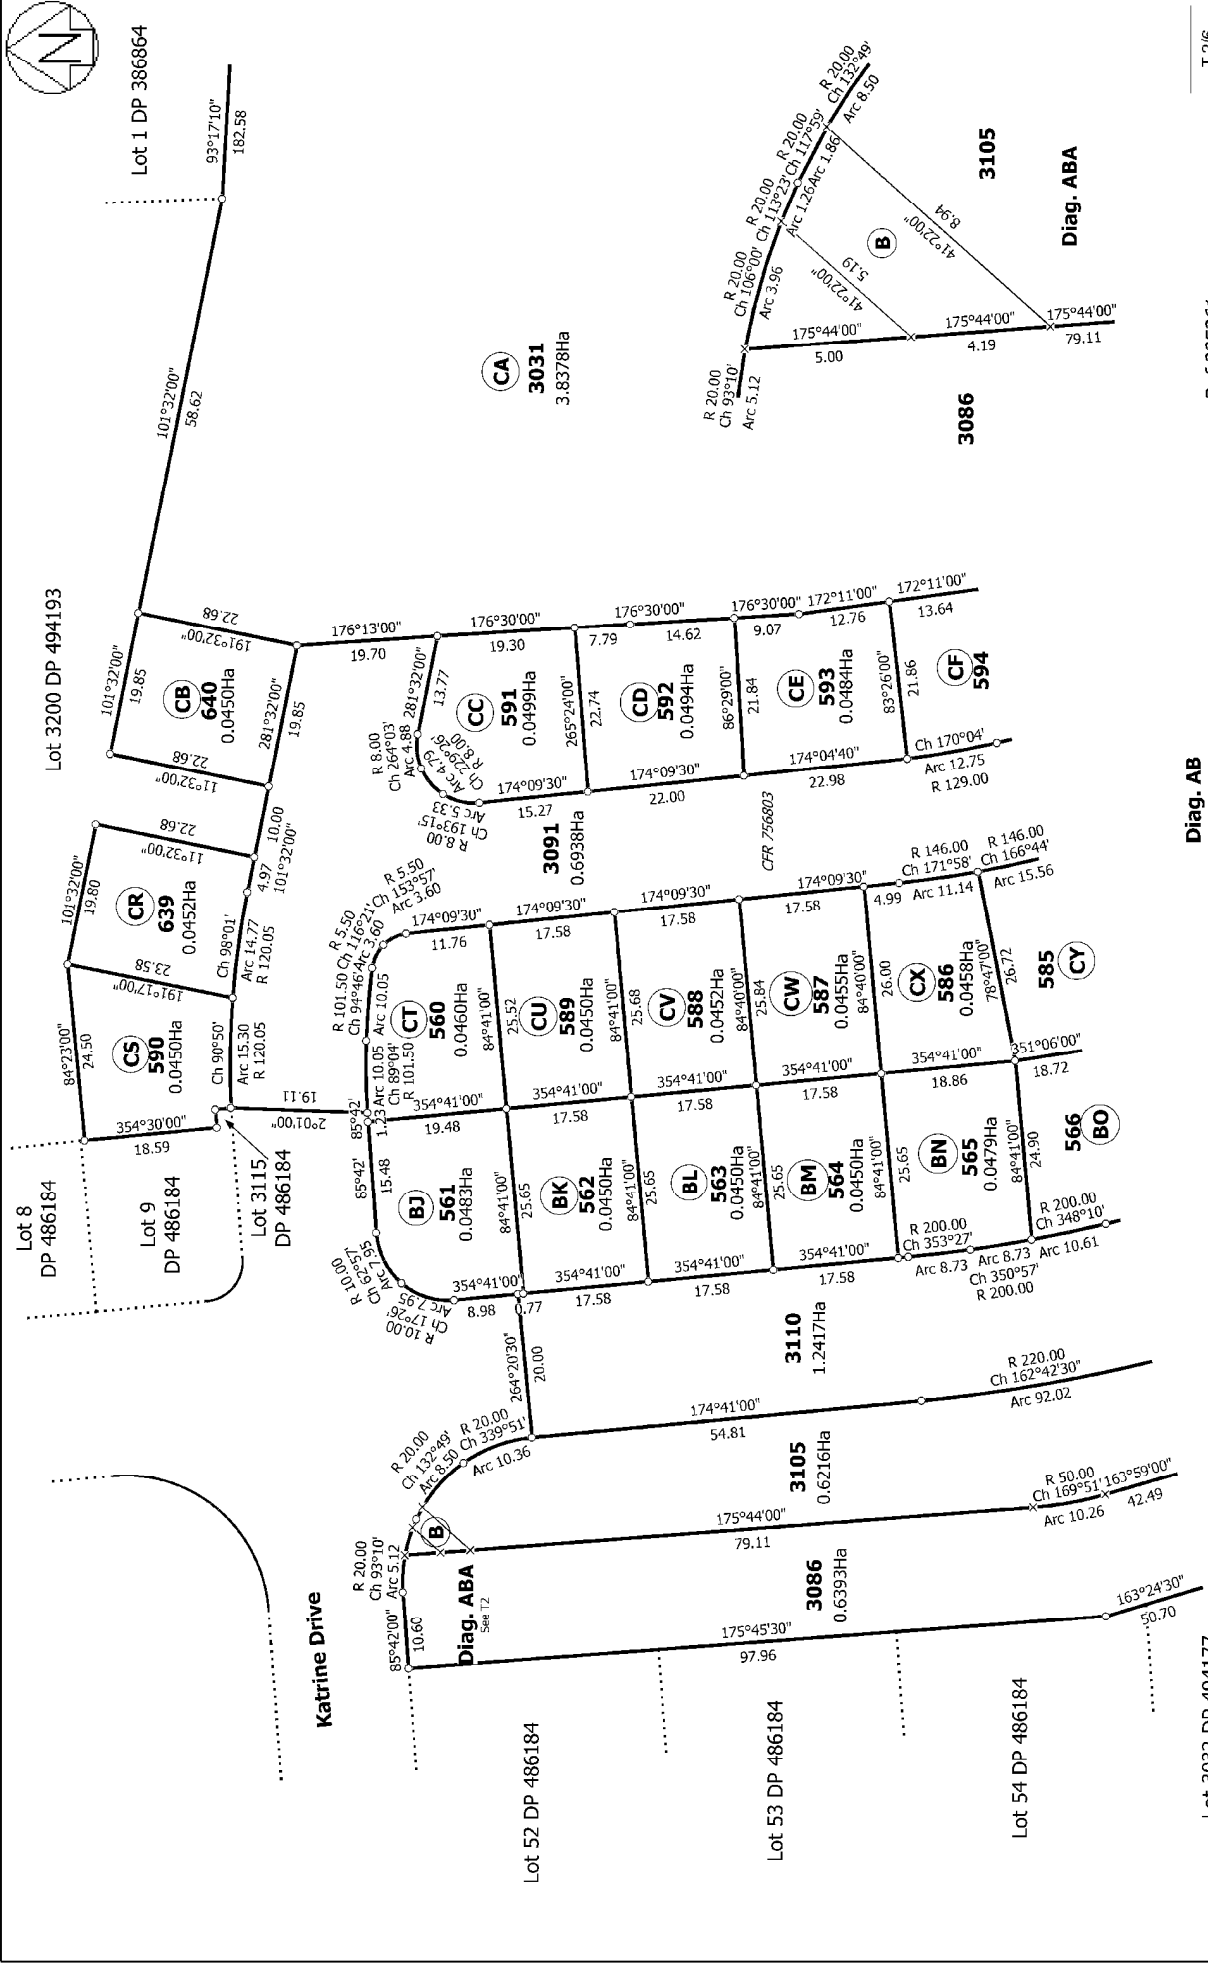 N
Lot 1 DP 386864
93°17'10"
182.58
101°32'00"
58.62
Lot 3200 DP 494193
CA
3031
3.8378Ha
R 20.00
Ch 93°10'
Arc 5.12
R 20.00
Ch 106°00'
Arc 3.96
R 20.00
Ch 113°23'
Arc 1.26
R 20.00
Ch 117°59'
Arc 1.86
R 20.00
Ch 132°49'
Arc 8.50
175°44'00"
5.00
175°44'00"
4.19
175°44'00"
79.11
41°22'00"
5.19
41°22'00"
8.94
B
3086
3105
Diag. ABA
T 2/6
101°32'00"
19.85
22.68
191°32'00"
CB
640
0.0450Ha
22.68
11°32'00"
281°32'00"
19.85
10.00
101°32'00"
4.97
101°32'00"
19.80
22.68
11°32'00"
CR
639
0.0452Ha
23.58
191°17'00"
Ch 98°01'
Arc 14.77
R 120.05
84°23'00"
24.50
CS
590
0.0450Ha
Ch 90°50'
Arc 15.30
R 120.05
354°30'00"
18.59
19.11
2°01'00"
Lot 8
DP 486184
Lot 9
DP 486184
Lot 3115
DP 486184
176°13'00"
19.70
176°30'00"
19.30
176°30'00"
7.79
14.62
176°30'00"
9.07
172°11'00"
12.76
172°11'00"
13.64
R 8.00
Ch 264°03'
Arc 4.88
281°32'00"
13.77
Arc 4.79
Ch 229°26'
R 8.00
Arc 5.33
Ch 193°15'
R 8.00
CC
591
0.0499Ha
174°09'30"
15.27
265°24'00"
22.74
CD
592
0.0494Ha
174°09'30"
22.00
86°29'00"
21.84
CE
593
0.0484Ha
174°04'40"
22.98
83°26'00"
21.86
CF
594
Ch 170°04'
Arc 12.75
R 129.00
3091
0.6938Ha
CFR 756803
R 5.50
Ch 153°57'
Arc 3.60
R 5.50
Ch 116°21'
Arc 3.60
R 101.50
Ch 94°46'
Arc 10.05
Arc 10.05
Ch 89°04'
R 101.50
85°42'
1.23
CT
560
0.0460Ha
174°09'30"
11.76
84°41'00"
25.52
354°41'00"
19.48
CU
589
0.0450Ha
174°09'30"
17.58
84°41'00"
25.68
354°41'00"
17.58
CV
588
0.0452Ha
174°09'30"
17.58
84°40'00"
25.84
354°41'00"
17.58
CW
587
0.0455Ha
174°09'30"
17.58
84°40'00"
26.00
354°41'00"
17.58
CX
586
0.0458Ha
4.99
R 146.00
Ch 171°58'
Arc 11.14
R 146.00
Ch 166°44'
Arc 15.56
78°47'00"
26.72
354°41'00"
18.86
351°06'00"
18.72
585
CY
85°42'
15.48
R 10.00
Ch 62°57'
Arc 7.95
Arc 7.95
Ch 17°26'
R 10.00
BJ
561
0.0483Ha
354°41'00"
8.98
0.77
84°41'00"
25.65
BK
562
0.0450Ha
354°41'00"
17.58
84°41'00"
25.65
BL
563
0.0450Ha
354°41'00"
17.58
84°41'00"
25.65
BM
564
0.0450Ha
354°41'00"
17.58
84°41'00"
25.65
BN
565
0.0479Ha
R 200.00
Ch 353°27'
Arc 8.73
Arc 8.73
Ch 350°57'
R 200.00
84°41'00"
24.90
566
BO
R 200.00
Ch 348°10'
Arc 10.61
264°20'30"
20.00
3110
1.2417Ha
174°41'00"
54.81
R 220.00
Ch 162°42'30"
Arc 92.02
R 20.00
Ch 132°49'
Arc 8.50
R 20.00
Ch 339°51'
Arc 10.36
3105
0.6216Ha
R 20.00
Ch 93°10'
Arc 5.12
85°42'00"
10.60
B
Diag. ABA
See T2
175°44'00"
79.11
R 50.00
Ch 169°51'
Arc 10.26
163°59'00"
42.49
3086
0.6393Ha
175°45'30"
97.96
163°24'30"
50.70
Katrine Drive
Lot 52 DP 486184
Lot 53 DP 486184
Lot 54 DP 486184
Diag. AB